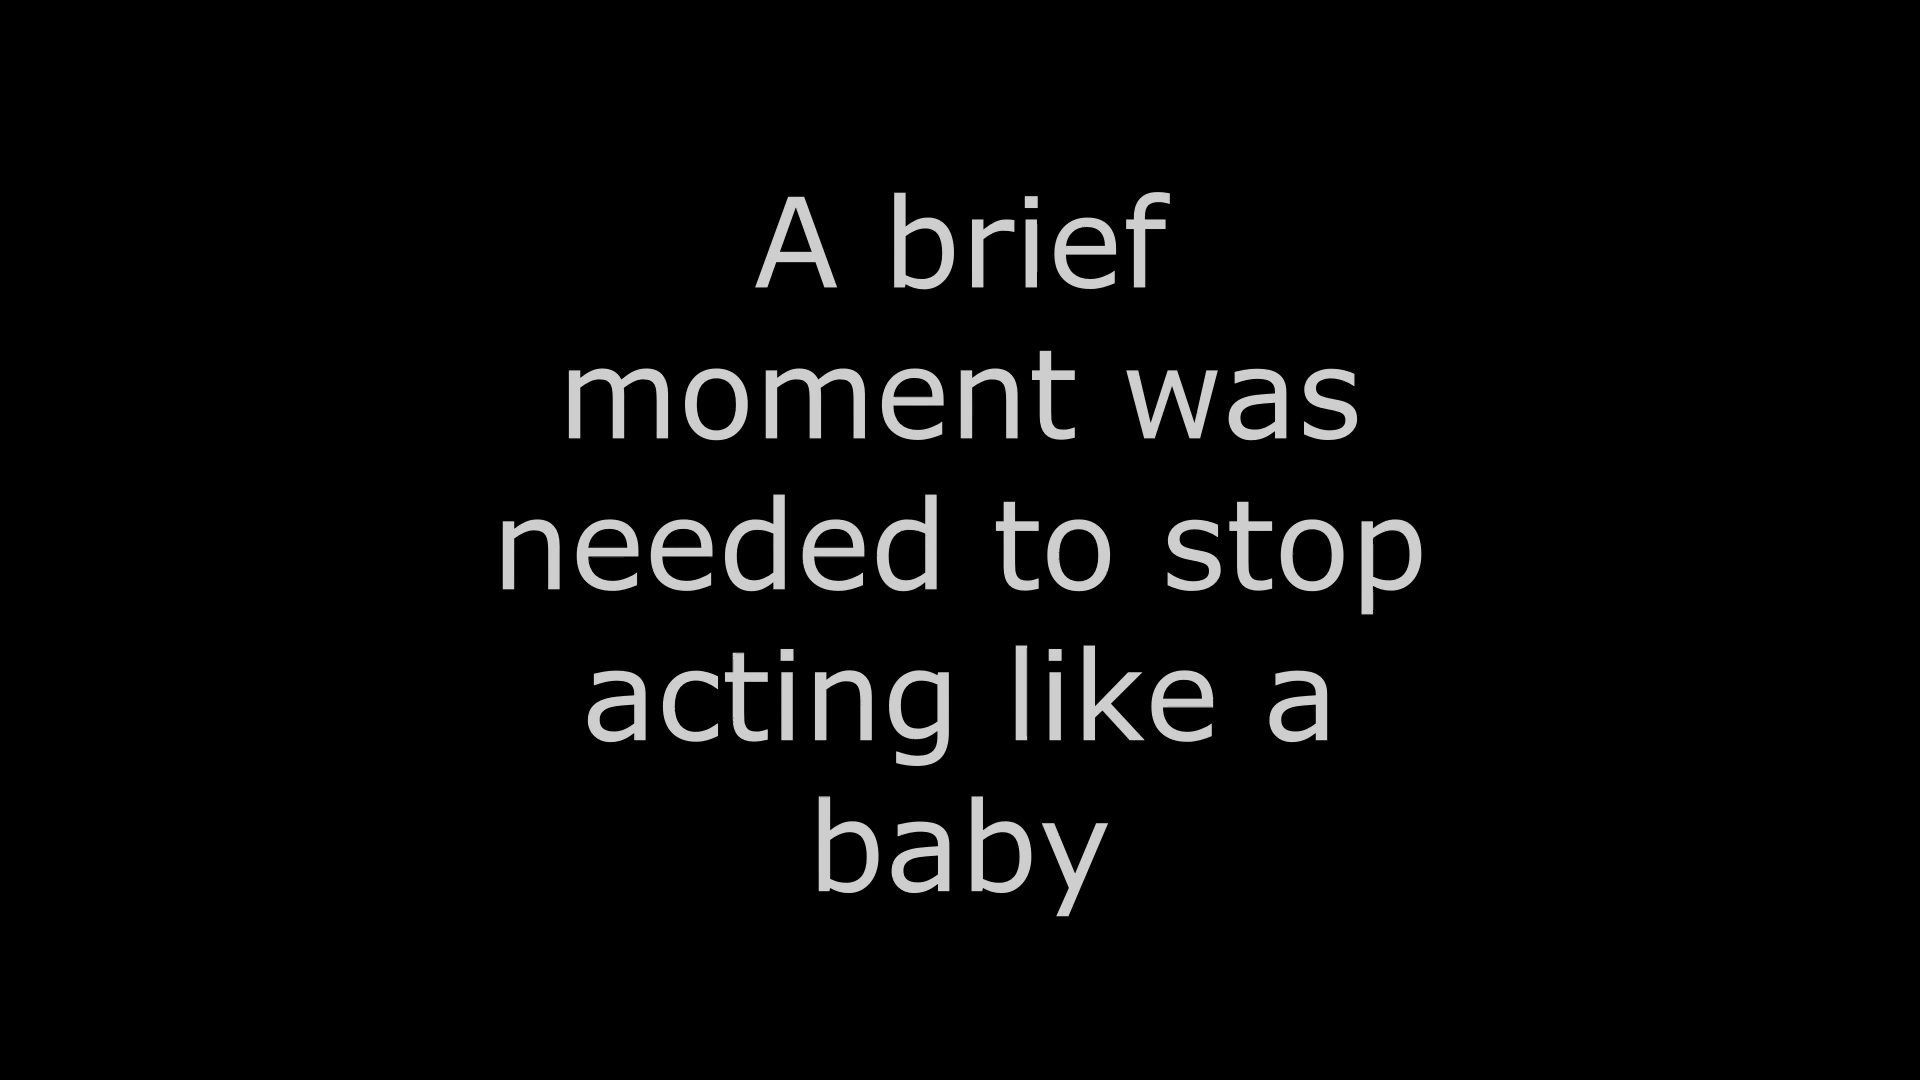 A brief
moment was
needed to stop
acting like a
baby